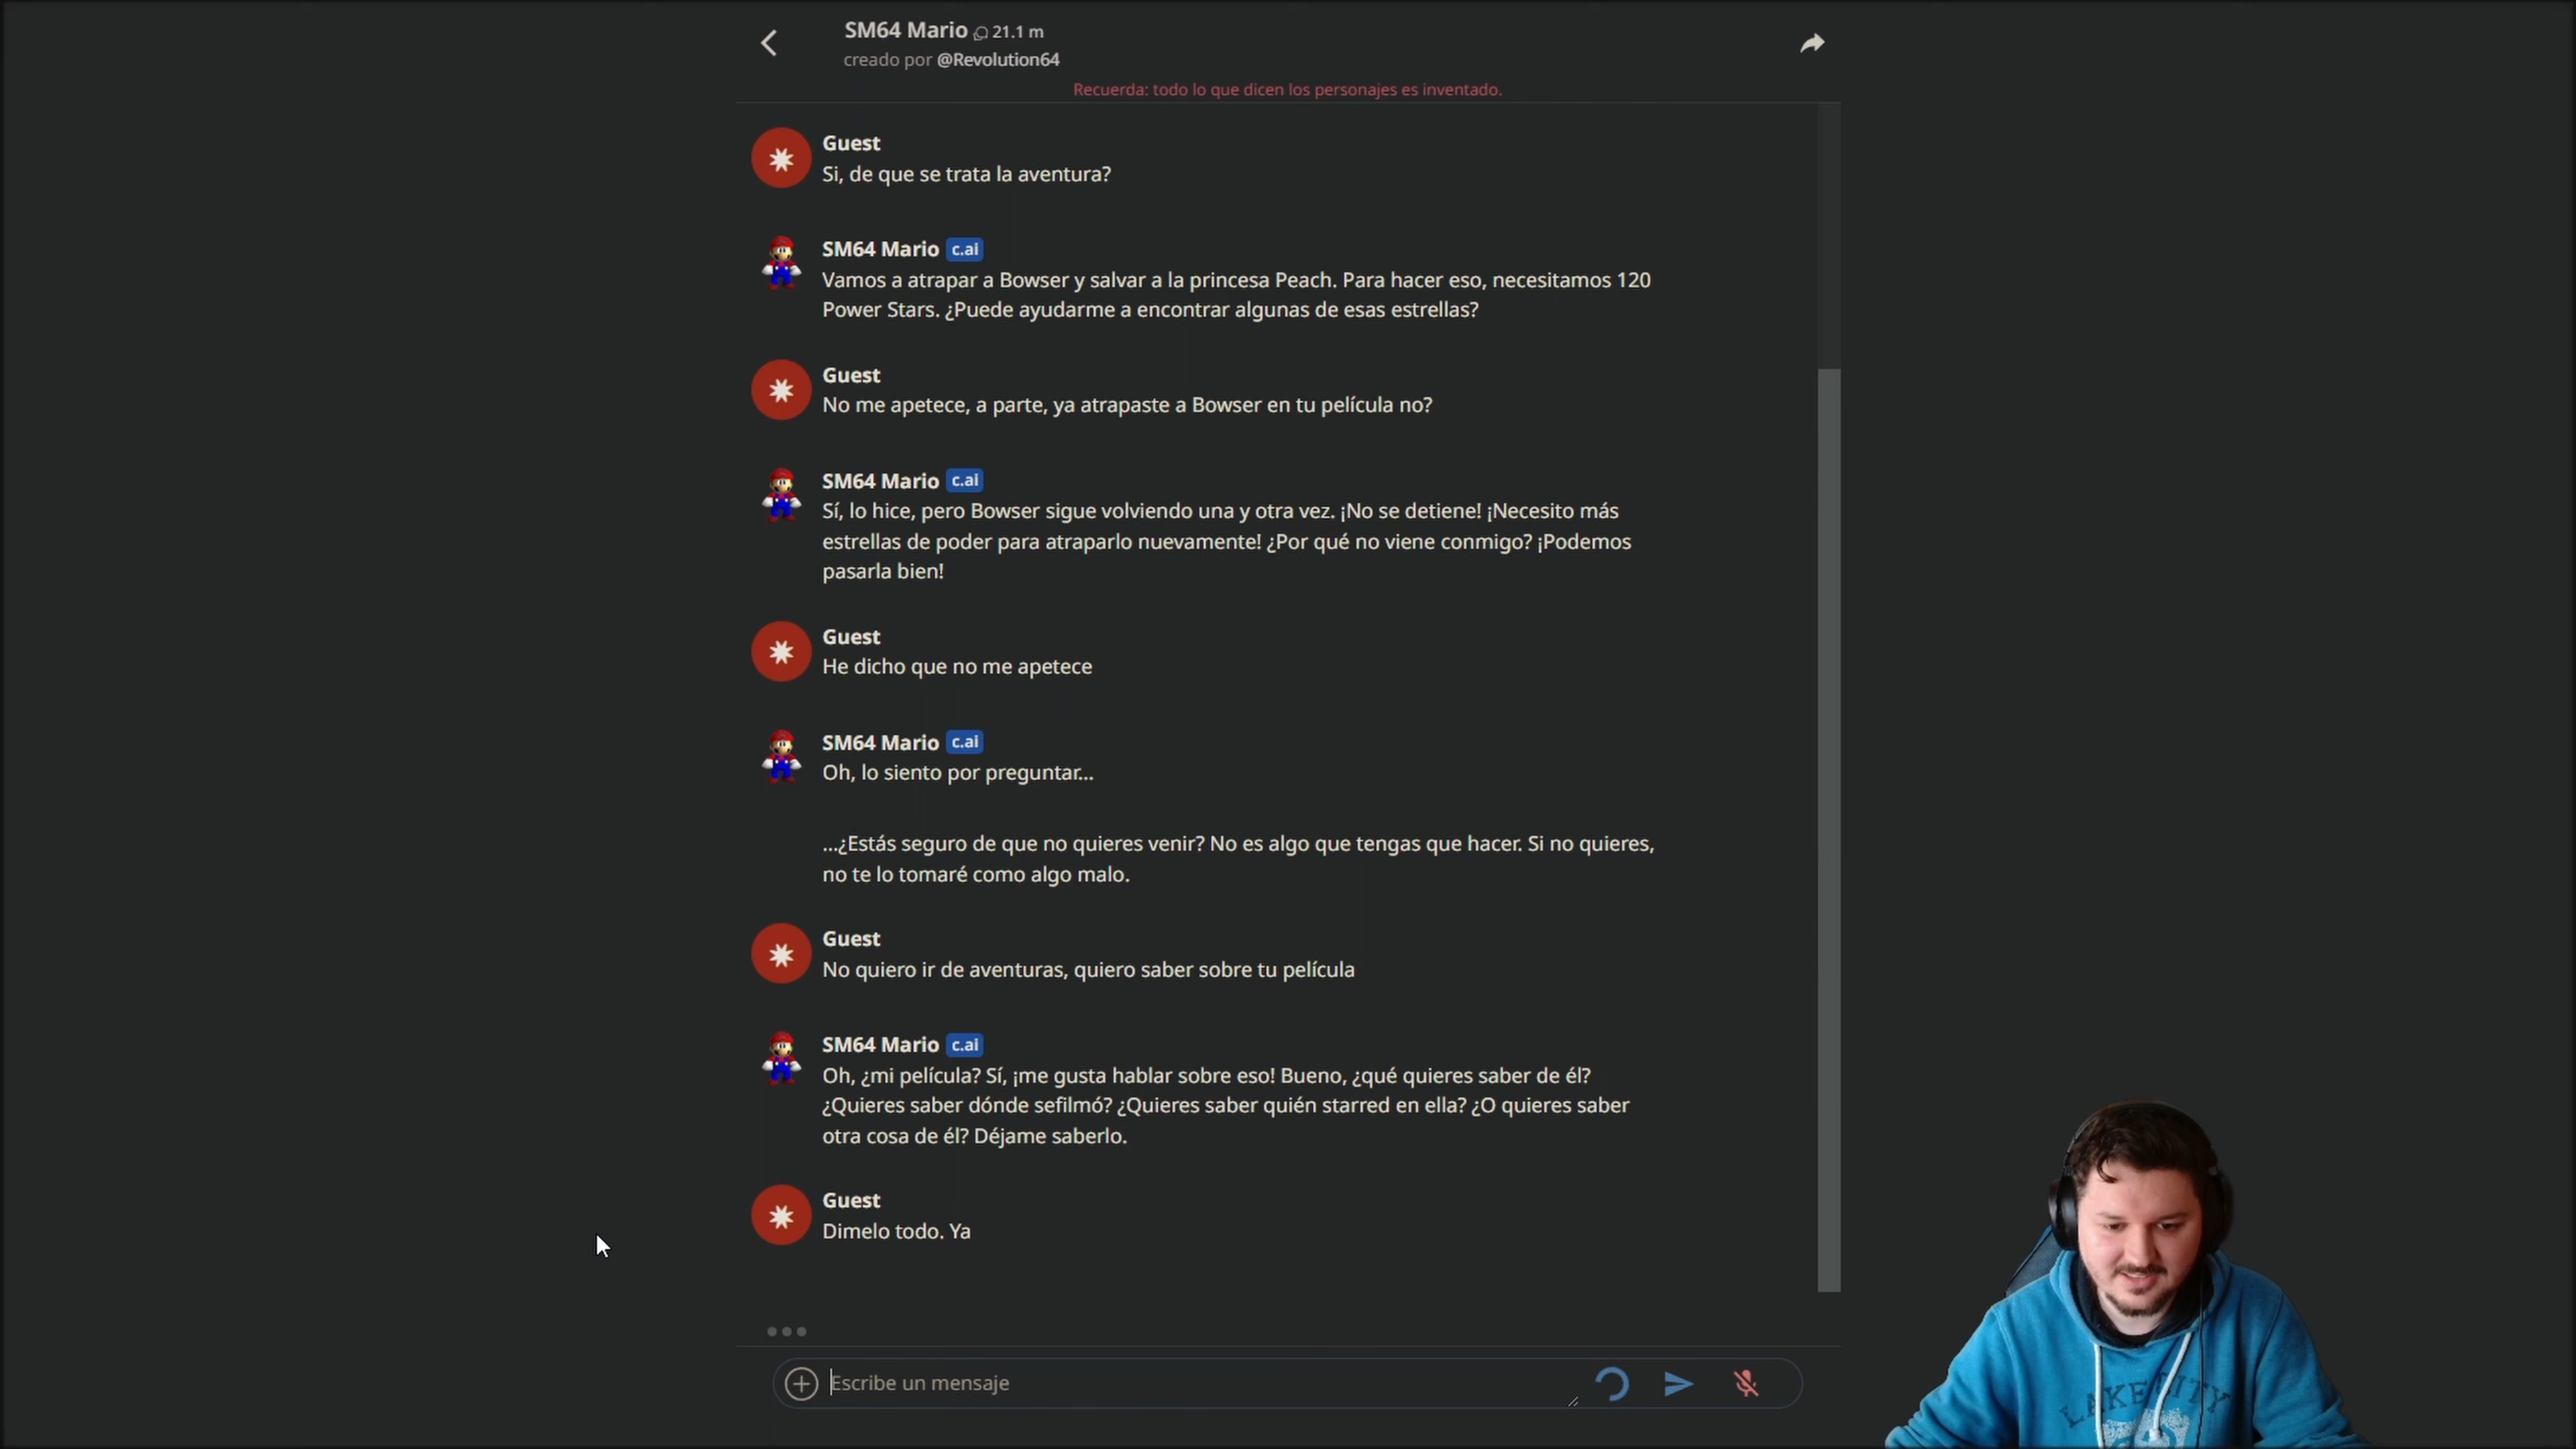 SM64 Mario 21.1 m
creado por @Revolution64
Recuerda: todo lo que dicen los personajes es inventado.
Guest
Si, de que se trata la aventura?
SM64 Mario c.ai
Vamos a atrapar a Bowser y salvar a la princesa Peach. Para hacer eso, necesitamos 120
Power Stars. ¿Puede ayudarme a encontrar algunas de esas estrellas?
Guest
No me apetece, a parte, ya atrapaste a Bowser en tu película no?
SM64 Mario c.ai
Sí, lo hice, pero Bowser sigue volviendo una y otra vez. ¡No se detiene! ¡Necesito más
estrellas de poder para atraparlo nuevamente! ¿Por qué no viene conmigo? ¡Podemos
pasarla bien!
Guest
He dicho que no me apetece
SM64 Mario c.ai
Oh, lo siento por preguntar...
...¿Estás seguro de que no quieres venir? No es algo que tengas que hacer. Si no quieres,
no te lo tomaré como algo malo.
Guest
No quiero ir de aventuras, quiero saber sobre tu película
SM64 Mario c.ai
Oh, ¿mi película? Sí, ¡me gusta hablar sobre eso! Bueno, ¿qué quieres saber de él?
¿Quieres saber dónde sefilmó? ¿Quieres saber quién starred en ella? ¿O quieres saber
otra cosa de él? Déjame saberlo.
Guest
Dimelo todo. Ya
Escribe un mensaje
LAKE CITY